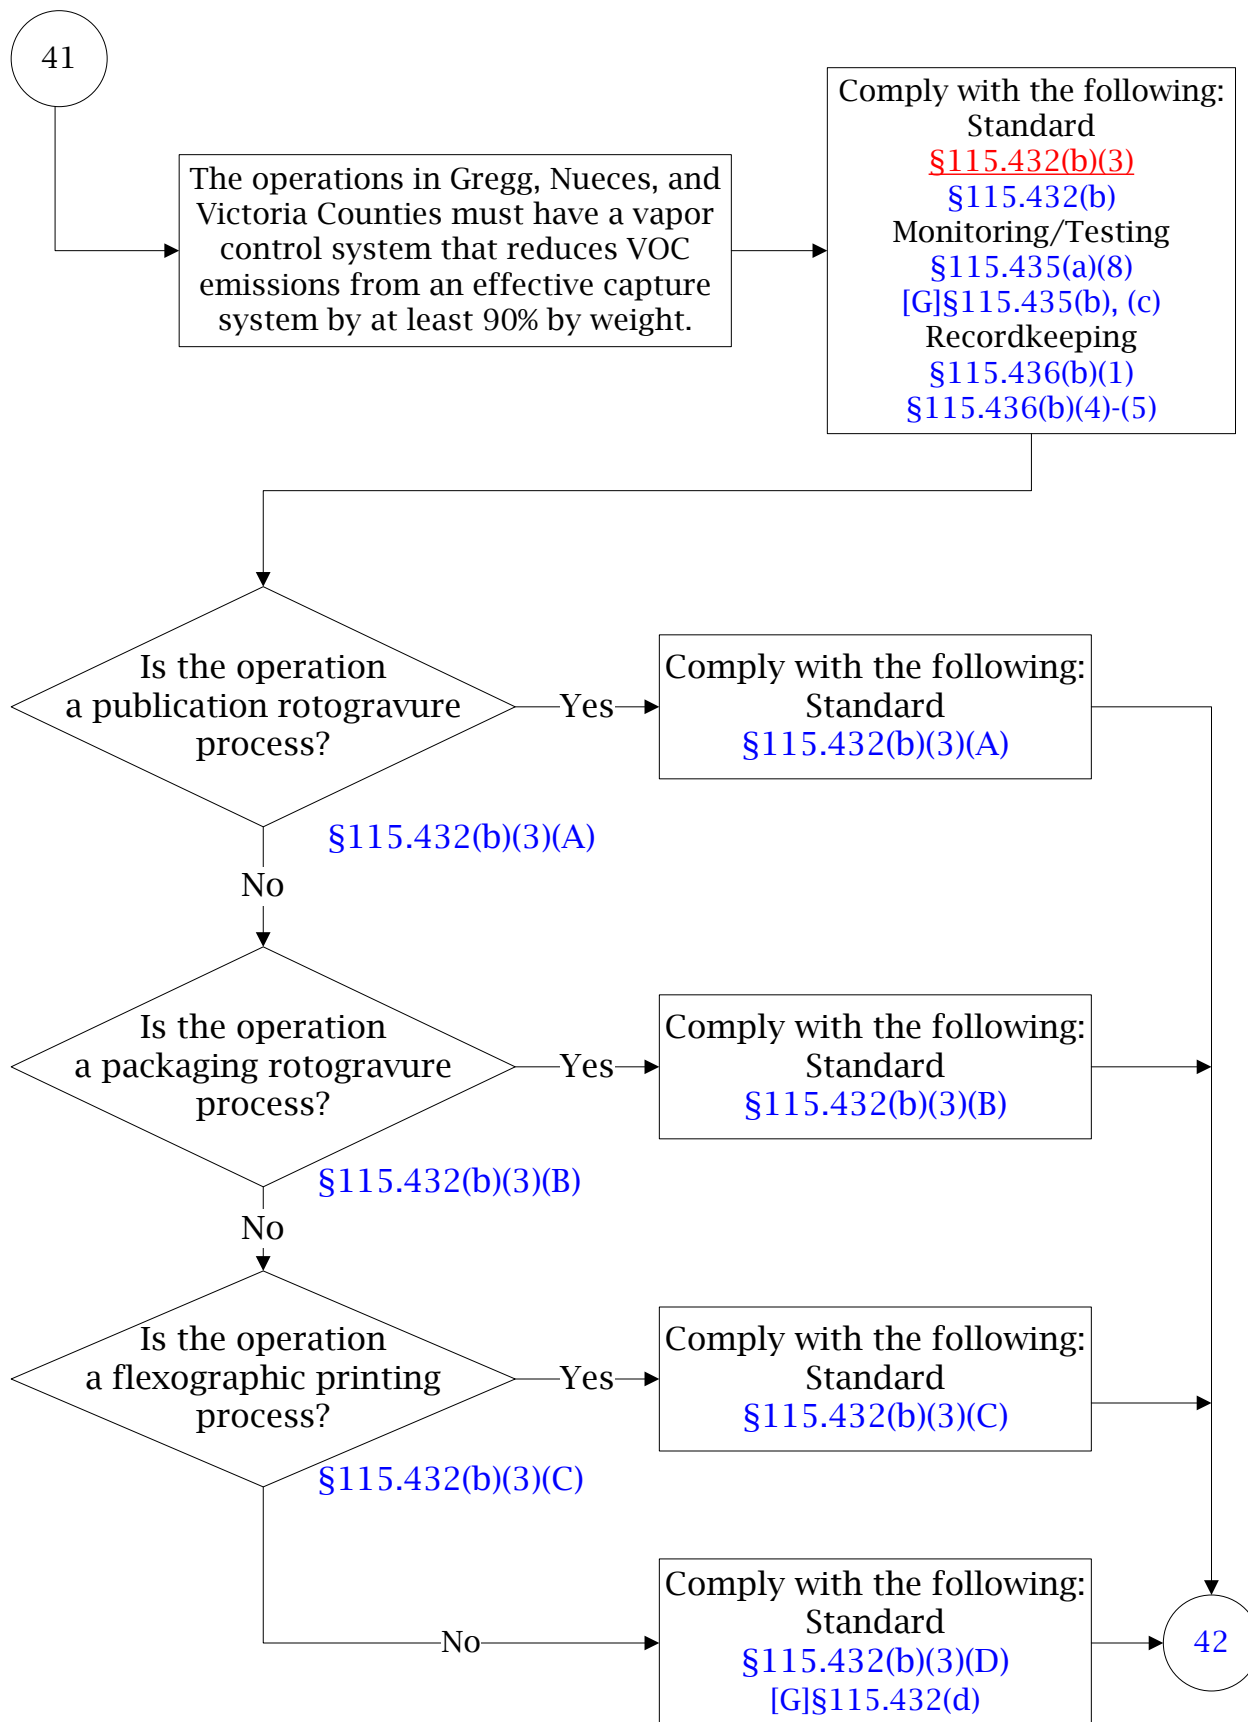 41
The operations in Gregg, Nueces, and
Victoria Counties must have a vapor
control system that reduces VOC
emissions from an effective capture
system by at least 90% by weight.
Comply with the following:
Standard
§115.432(b)(3)
§115.432(b)
Monitoring/Testing
§115.435(a)(8)
[G]§115.435(b), (c)
Recordkeeping
§115.436(b)(1)
§115.436(b)(4)-(5)
Is the operation
a publication rotogravure
process?
Yes
Comply with the following:
Standard
§115.432(b)(3)(A)
§115.432(b)(3)(A)
No
Is the operation
a packaging rotogravure
process?
Yes
Comply with the following:
Standard
§115.432(b)(3)(B)
§115.432(b)(3)(B)
No
Is the operation
a flexographic printing
process?
Yes
Comply with the following:
Standard
§115.432(b)(3)(C)
§115.432(b)(3)(C)
No
Comply with the following:
Standard
§115.432(b)(3)(D)
[G]§115.432(d)
42